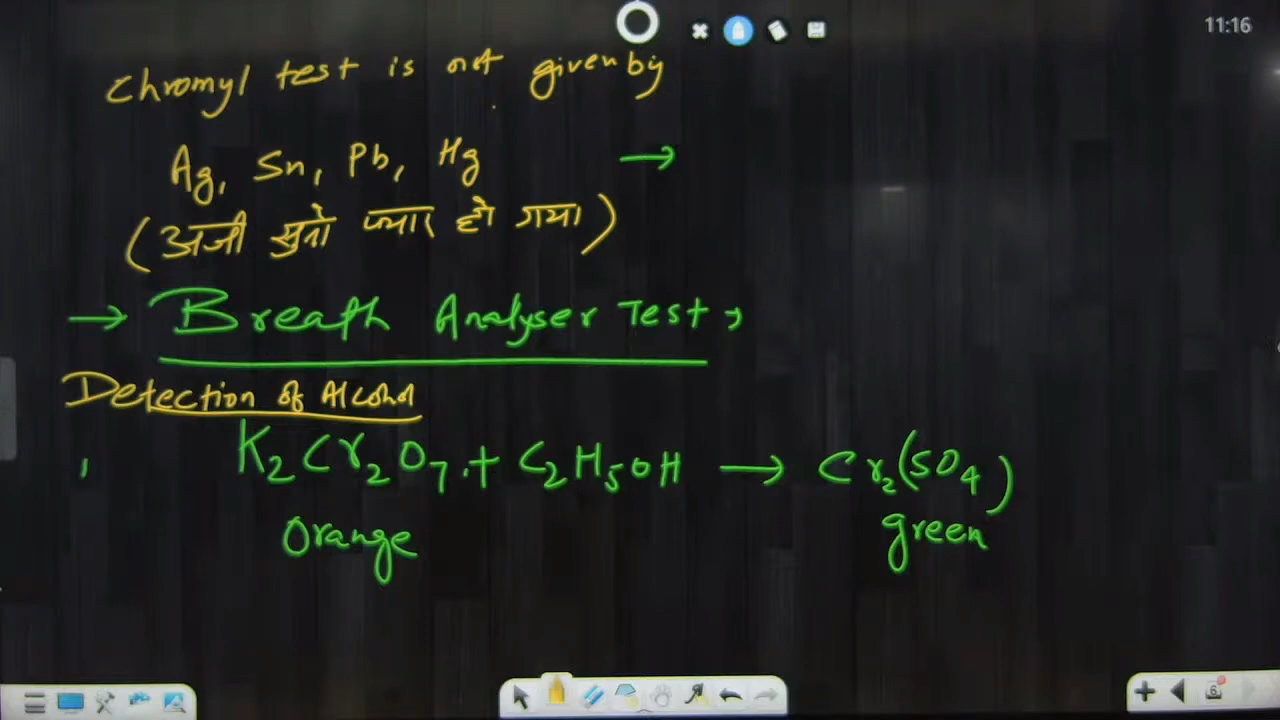 11:16
Chromyl test is not given by
Ag, Sn, Pb, Hg →
(अजी सुनो प्यार हो गया)
→ Breath Analyser Test,
Detection of Alcohol
K2Cr2O7 + C2H5OH → Cr2(SO4)
Orange green
6